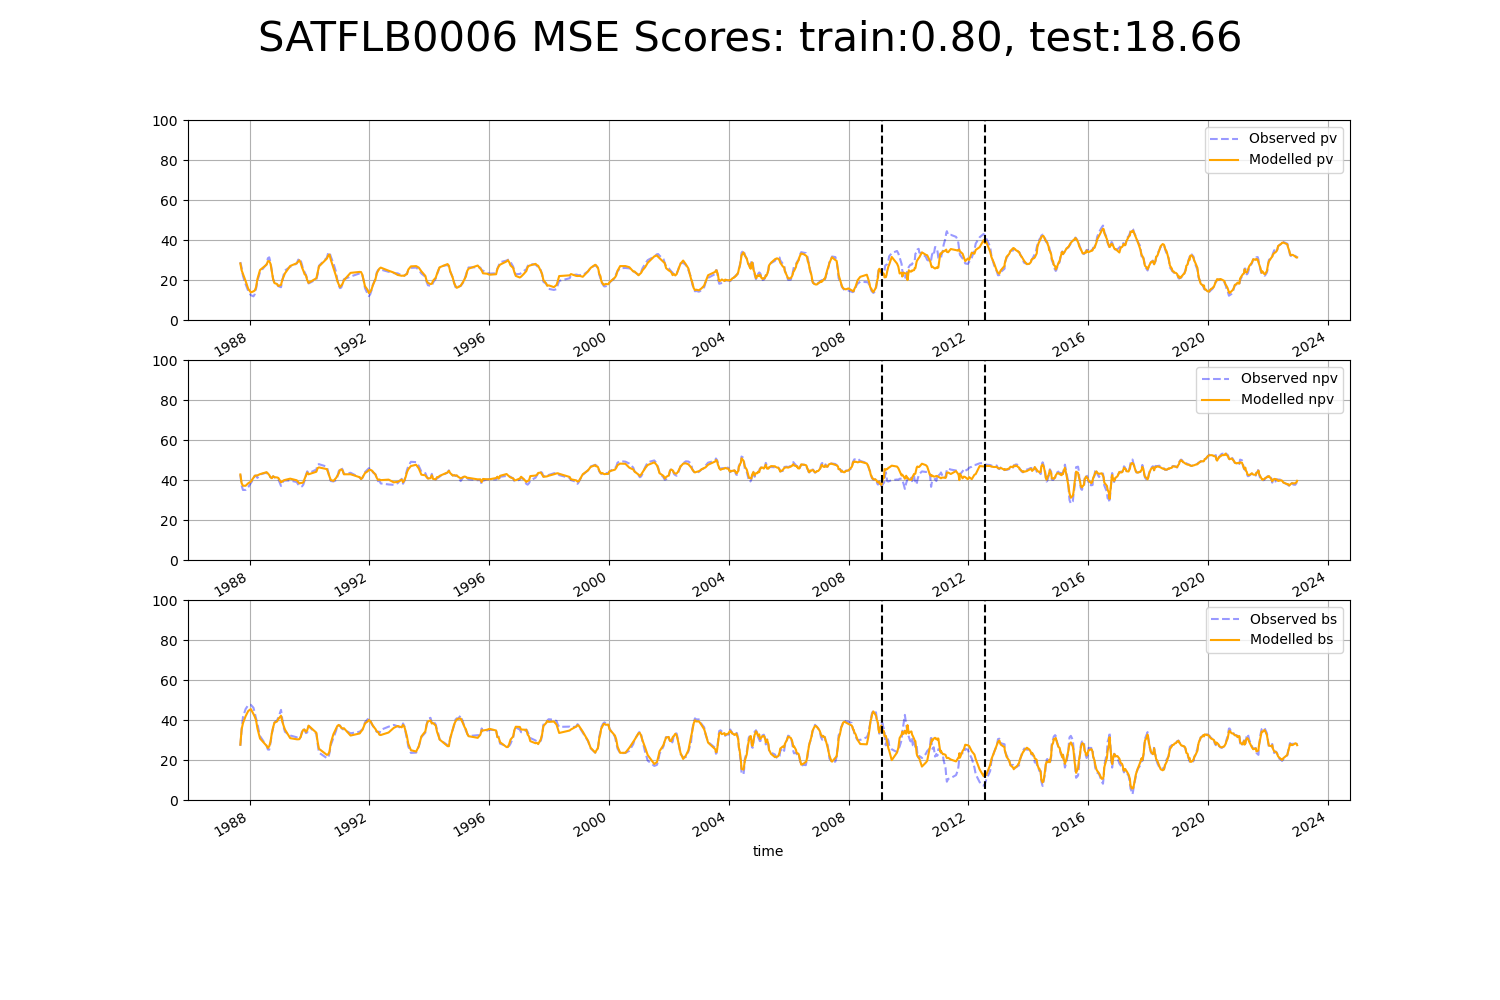 SATFLB0006 MSE Scores: train:0.80, test:18.66
100
80
60
40
20
0
Observed pv
Modelled pv
1988 1992 1996 2000 2004 2008 2012 2016 2020 2024
100
80
60
40
20
0
Observed npv
Modelled npv
1988 1992 1996 2000 2004 2008 2012 2016 2020 2024
100
80
60
40
20
0
Observed bs
Modelled bs
1988 1992 1996 2000 2004 2008 2012 2016 2020 2024
time